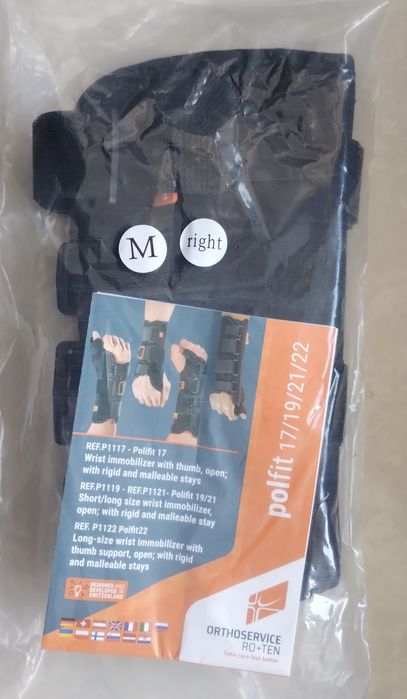 M
right
polfit 17/19/21/22
REF.P1117 - Polifit 17
Wrist immobilizer with thumb, open;
with rigid and malleable stays
REF.P1119 - REF.P1121- Polifit 19/21
Short/long size wrist immobilizer,
open; with rigid and malleable stay
REF. P1122 Polfit22
Long-size wrist immobilizer with
thumb support, open; with rigid
and malleable stays
DESIGNED AND
DEVELOPED IN
SWITZERLAND
ORTHOSERVICE
RO+TEN
Take care feel better